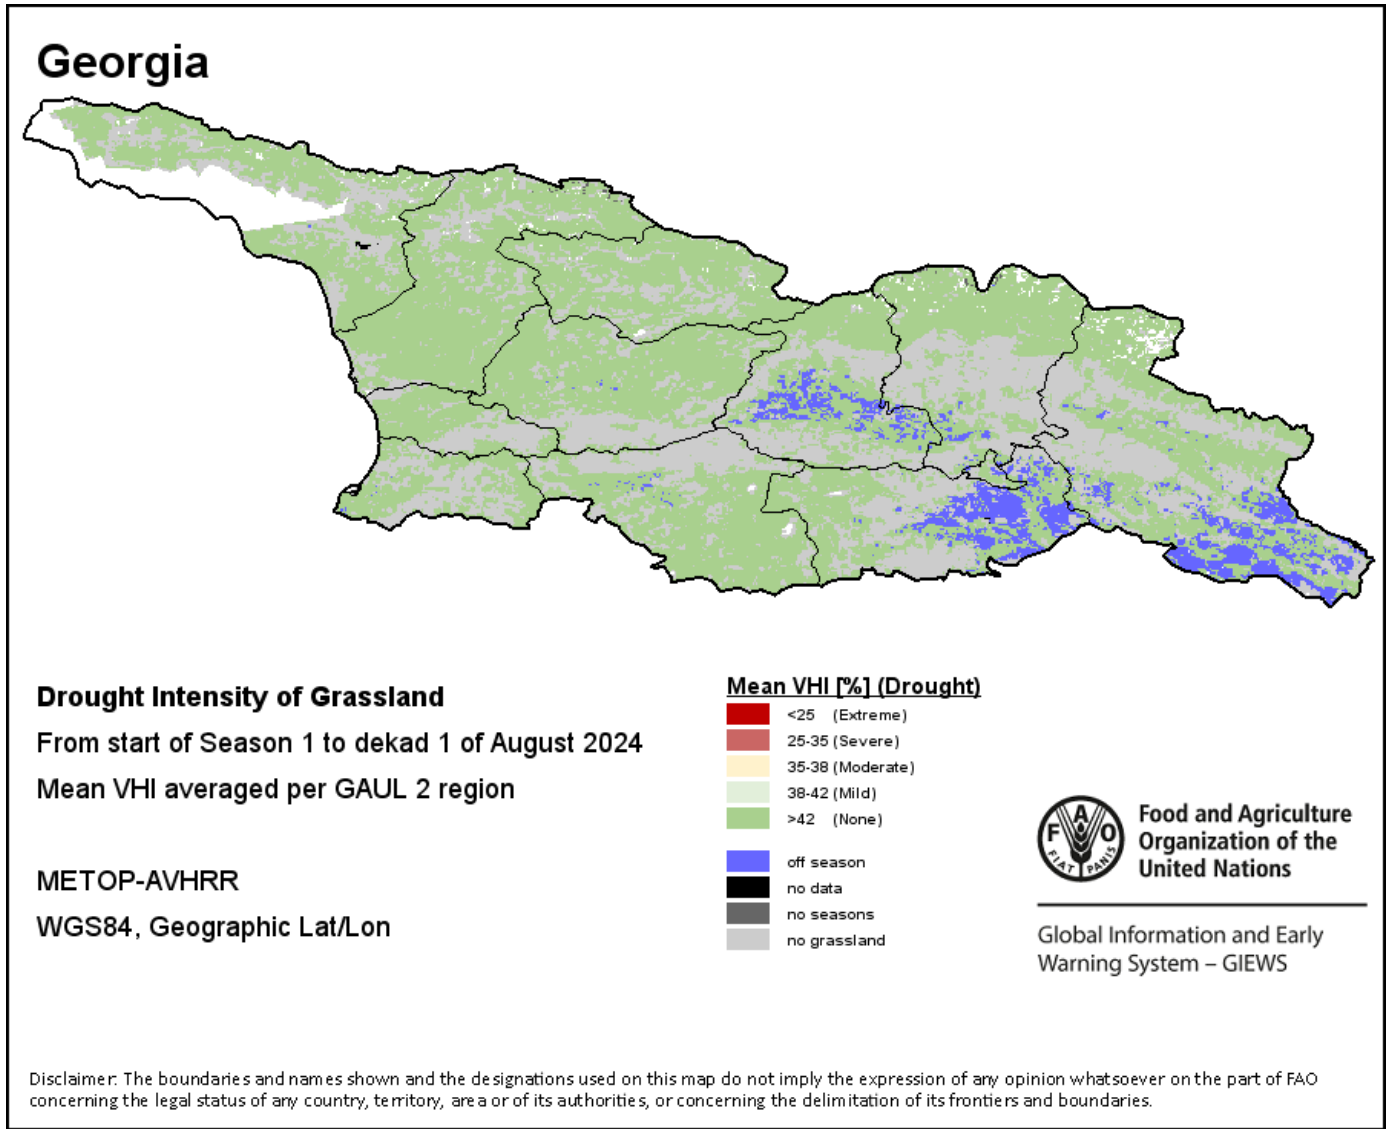 Georgia
Drought Intensity of Grassland
From start of Season 1 to dekad 1 of August 2024
Mean VHI averaged per GAUL 2 region
METOP-AVHRR
WGS84, Geographic Lat/Lon
Mean VHI [%] (Drought)
<25 (Extreme)
25-35 (Severe)
35-38 (Moderate)
38-42 (Mild)
>42 (None)
off season
no data
no seasons
no grassland
F A O
FIAT PANIS
Food and Agriculture
Organization of the
United Nations
Global Information and Early
Warning System – GIEWS
Disclaimer: The boundaries and names shown and the designations used on this map do not imply the expression of any opinion whatsoever on the part of FAO
concerning the legal status of any country, territory, area or of its authorities, or concerning the delimitation of its frontiers and boundaries.